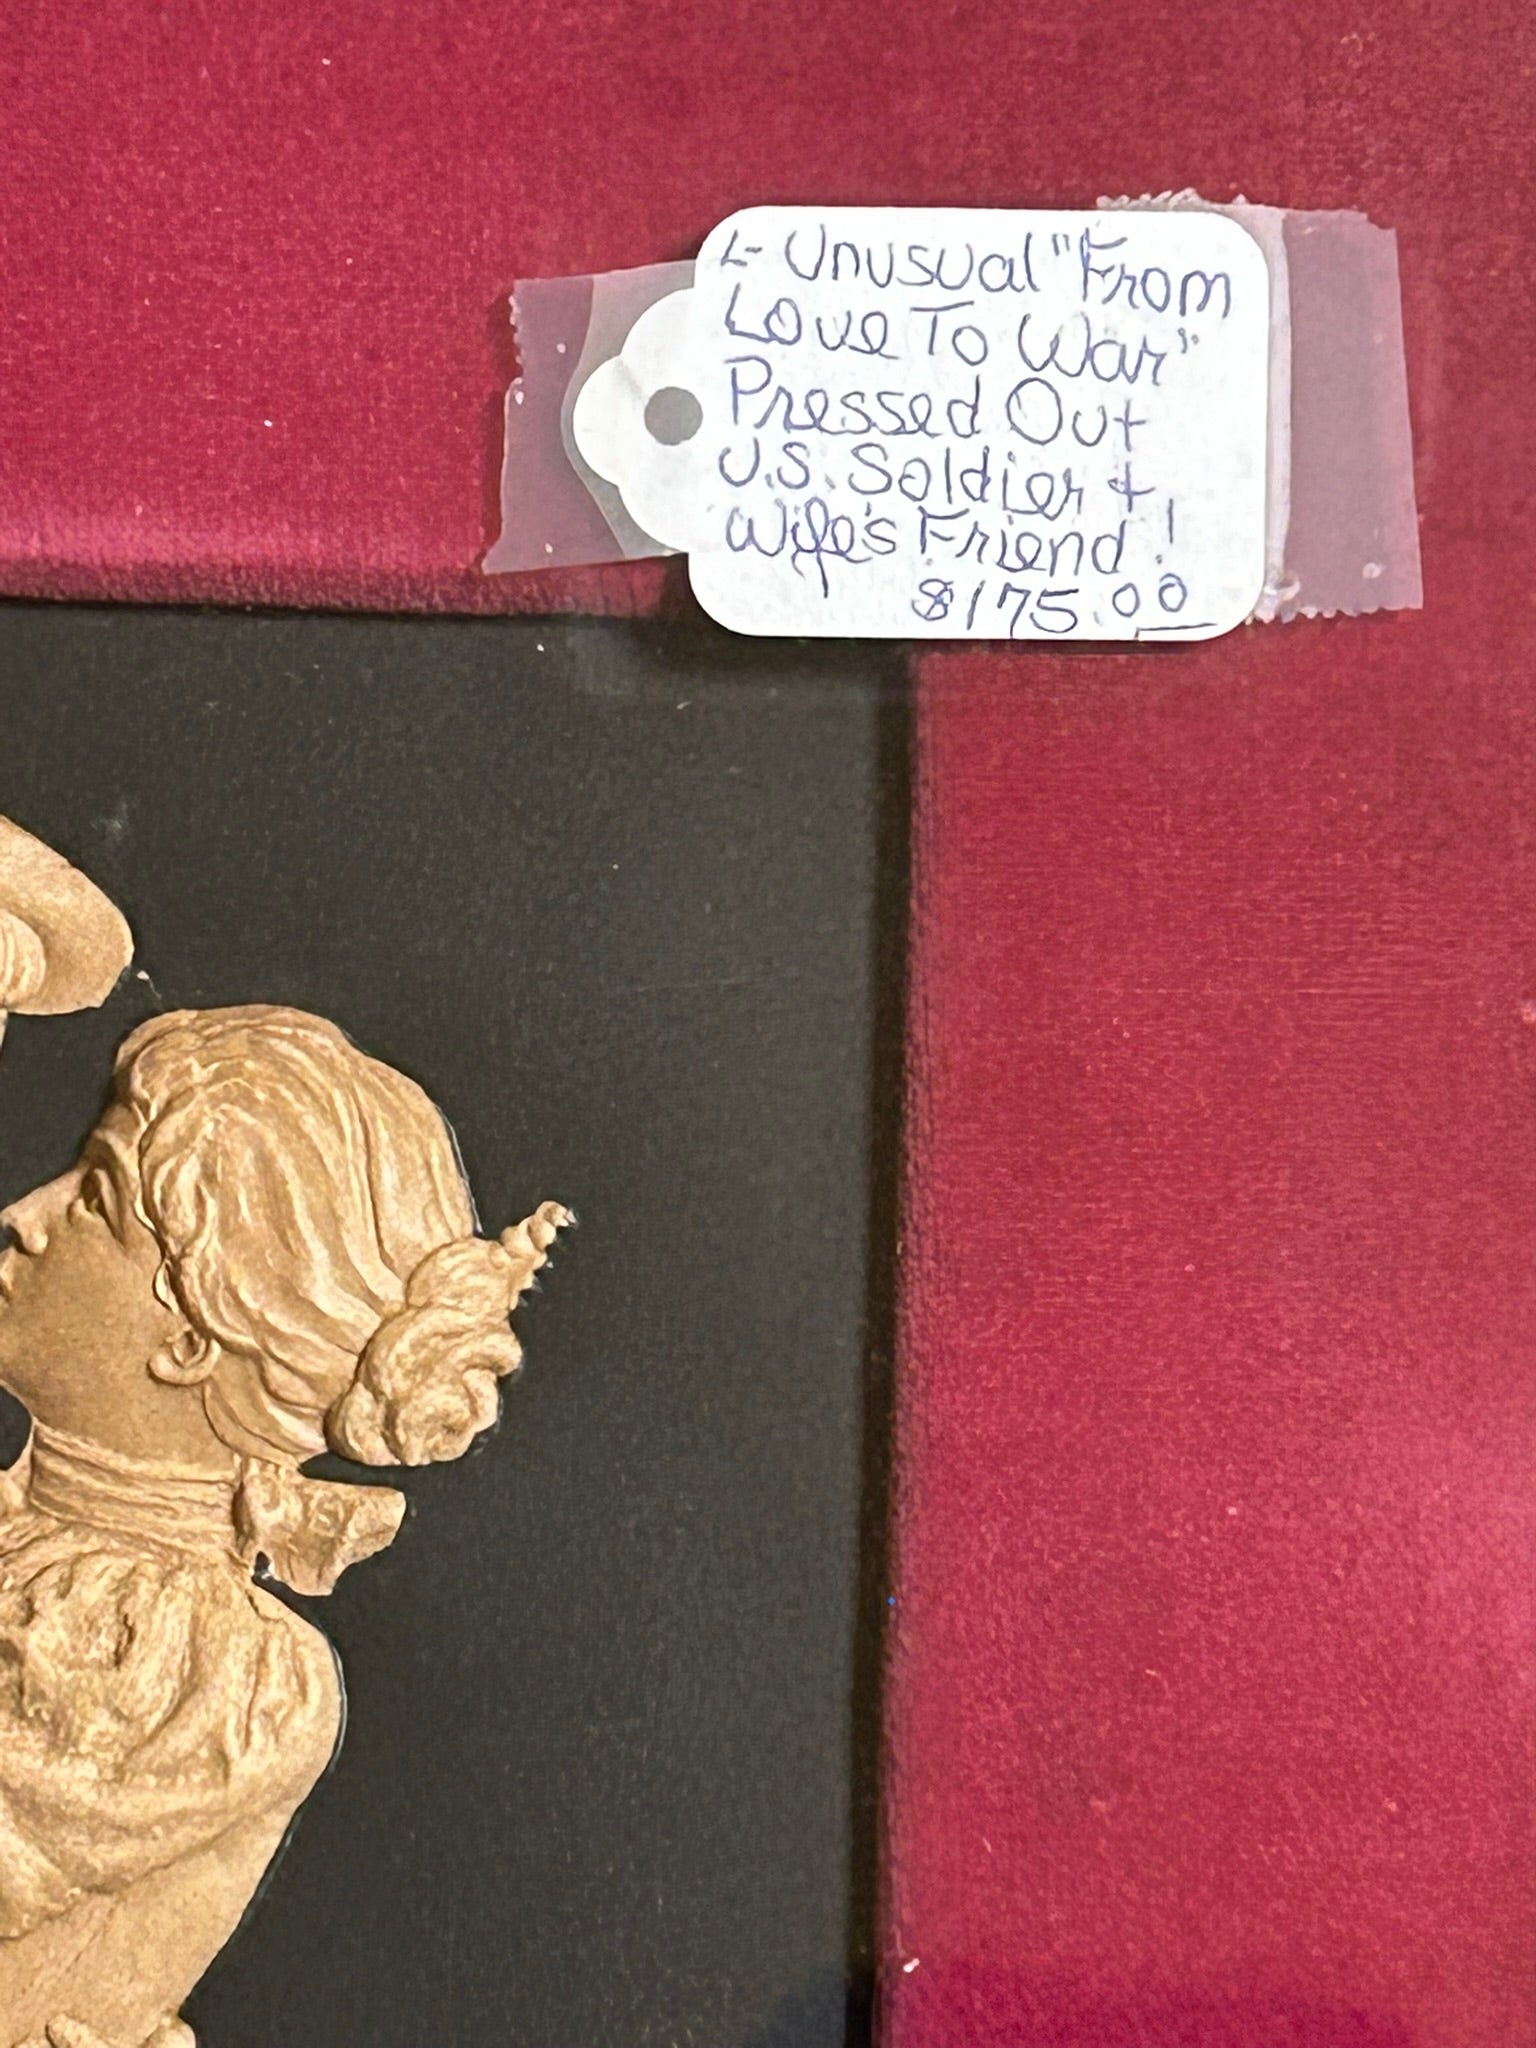 L- Unusual "From
Love To War"
Pressed Out
U.S. Soldier +
Wife's Friend!
$175.00